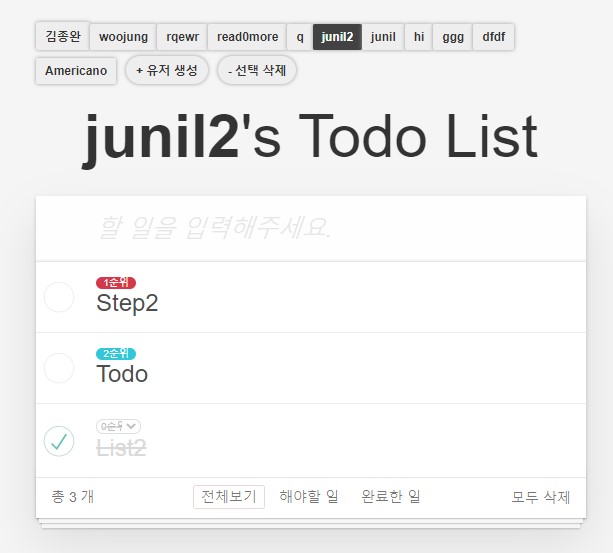 김종완 woojung rqewr read0more q junil2 junil hi ggg dfdf
Americano + 유저 생성 - 선택 삭제
junil2's Todo List
할 일을 입력해주세요.
1순위
Step2
2순위
Todo
0순위
List2
총 3 개 전체보기 해야할 일 완료한 일 모두 삭제